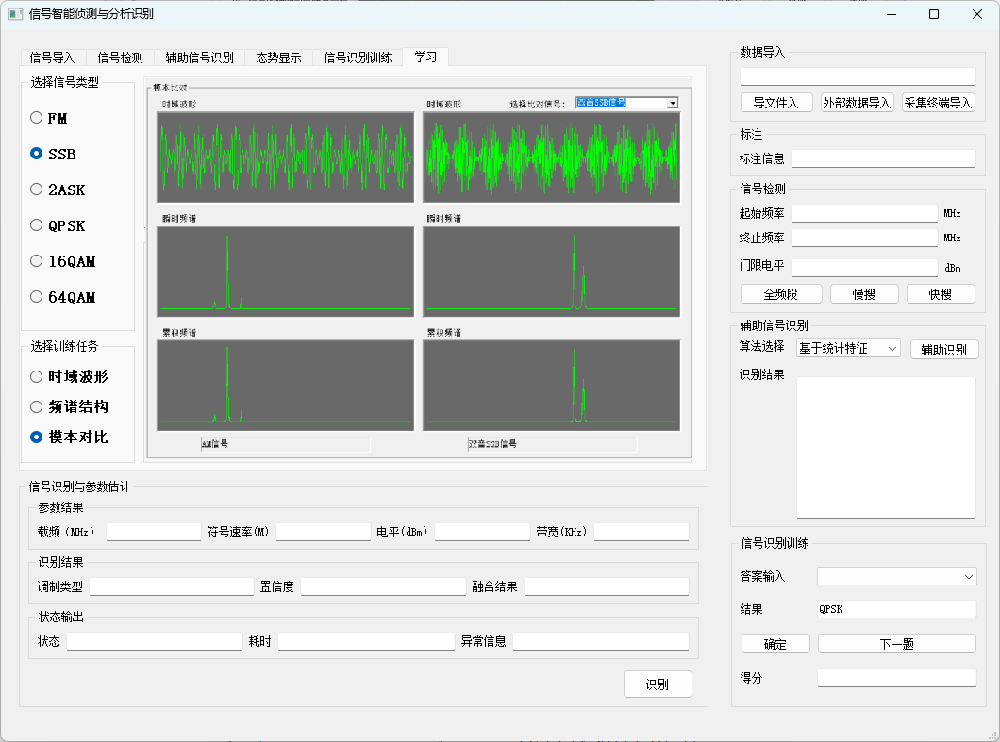 信号智能侦测与分析识别
信号导入 信号检测 辅助信号识别 态势显示 信号识别训练 学习
选择信号类型
FM
SSB
2ASK
QPSK
16QAM
64QAM
选择训练任务
时域波形
频谱结构
模本对比
模本比对
时域波形
时域波形 选择比对信号： 双音SSB信号
瞬时频谱
瞬时频谱
累积频谱
累积频谱
AM信号
双音SSB信号
信号识别与参数估计
参数结果
载频（MHz） 符号速率(M) 电平(dBm) 带宽(KHz)
识别结果
调制类型 置信度 融合结果
状态输出
状态 耗时 异常信息
识别
数据导入
导文件入 外部数据导入 采集终端导入
标注
标注信息
信号检测
起始频率 MHz
终止频率 MHz
门限电平 dBm
全频段 慢搜 快搜
辅助信号识别
算法选择 基于统计特征 辅助识别
识别结果
信号识别训练
答案输入
结果 QPSK
确定 下一题
得分